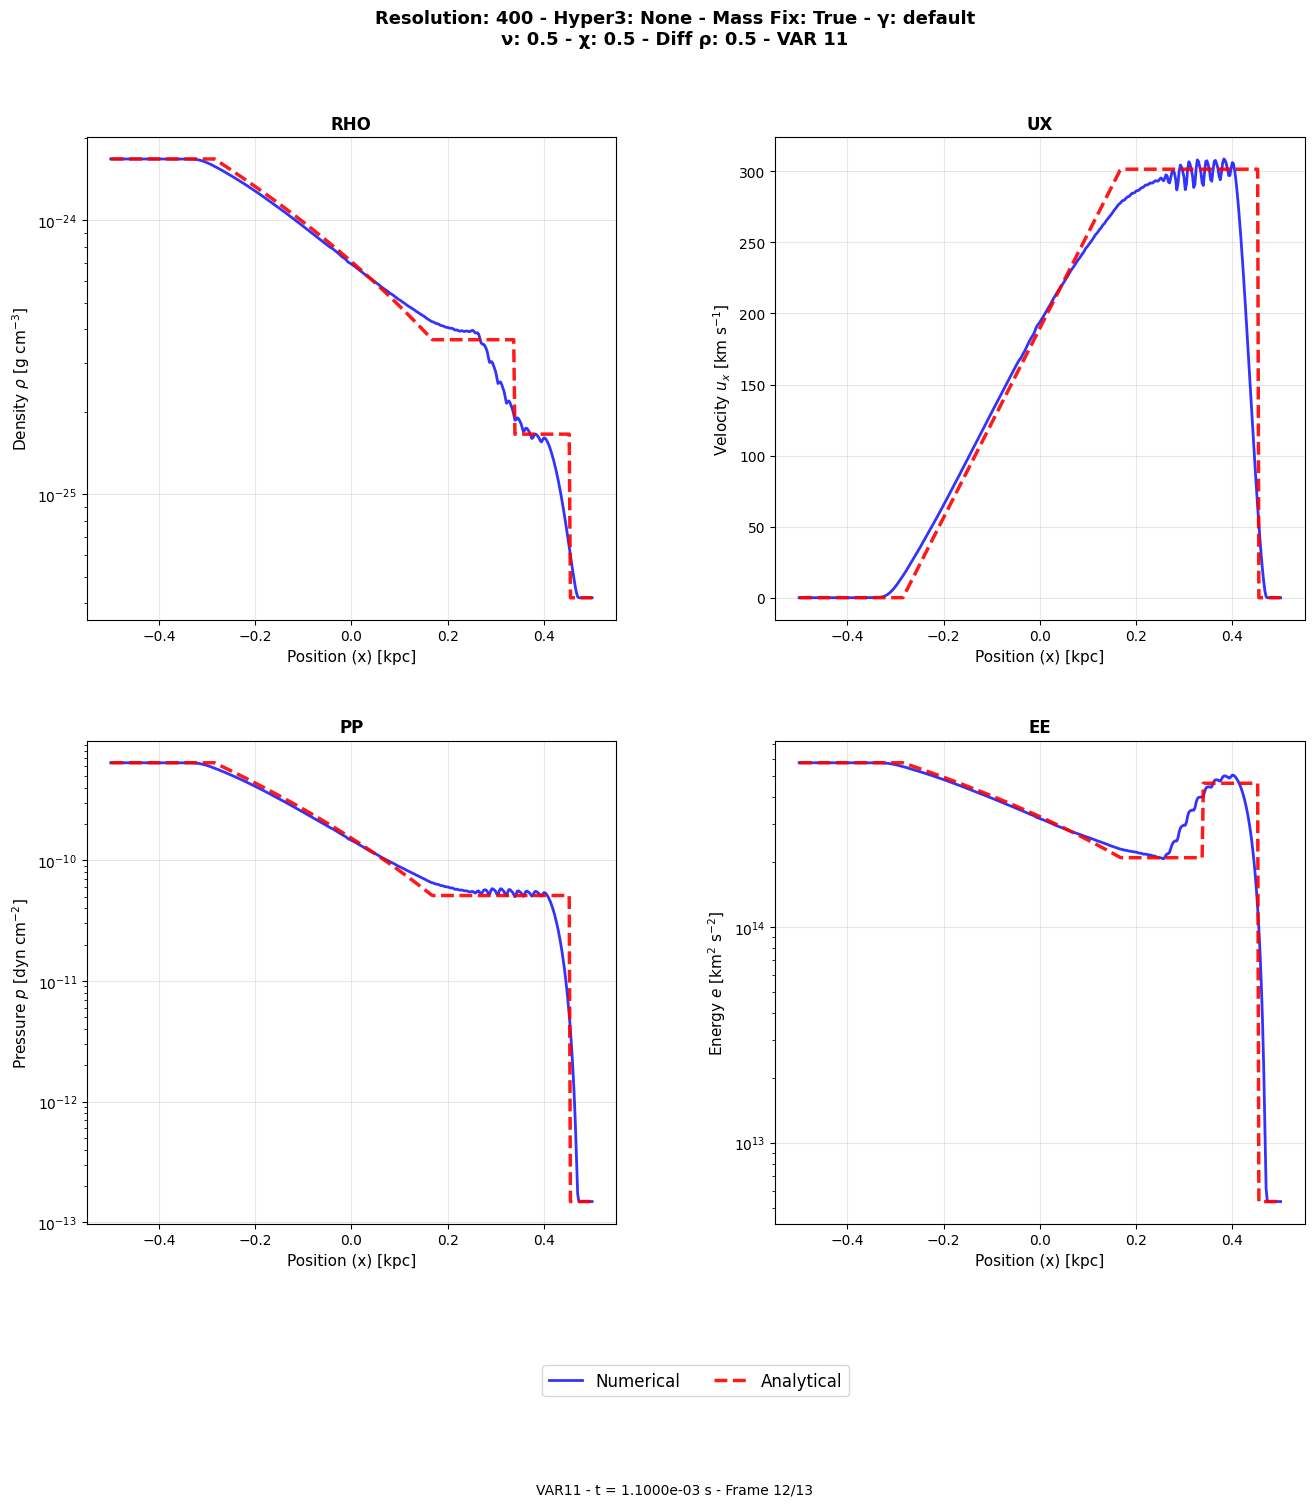 Resolution: 400 - Hyper3: None - Mass Fix: True - γ: default
ν: 0.5 - χ: 0.5 - Diff ρ: 0.5 - VAR 11
RHO
Density ρ [g cm⁻³]
10⁻²⁴
10⁻²⁵
−0.4 −0.2 0.0 0.2 0.4
Position (x) [kpc]
UX
Velocity uₓ [km s⁻¹]
300
250
200
150
100
50
0
−0.4 −0.2 0.0 0.2 0.4
Position (x) [kpc]
PP
Pressure p [dyn cm⁻²]
10⁻¹⁰
10⁻¹¹
10⁻¹²
10⁻¹³
−0.4 −0.2 0.0 0.2 0.4
Position (x) [kpc]
EE
Energy e [km² s⁻²]
10¹⁴
10¹³
−0.4 −0.2 0.0 0.2 0.4
Position (x) [kpc]
Numerical Analytical
VAR11 - t = 1.1000e-03 s - Frame 12/13